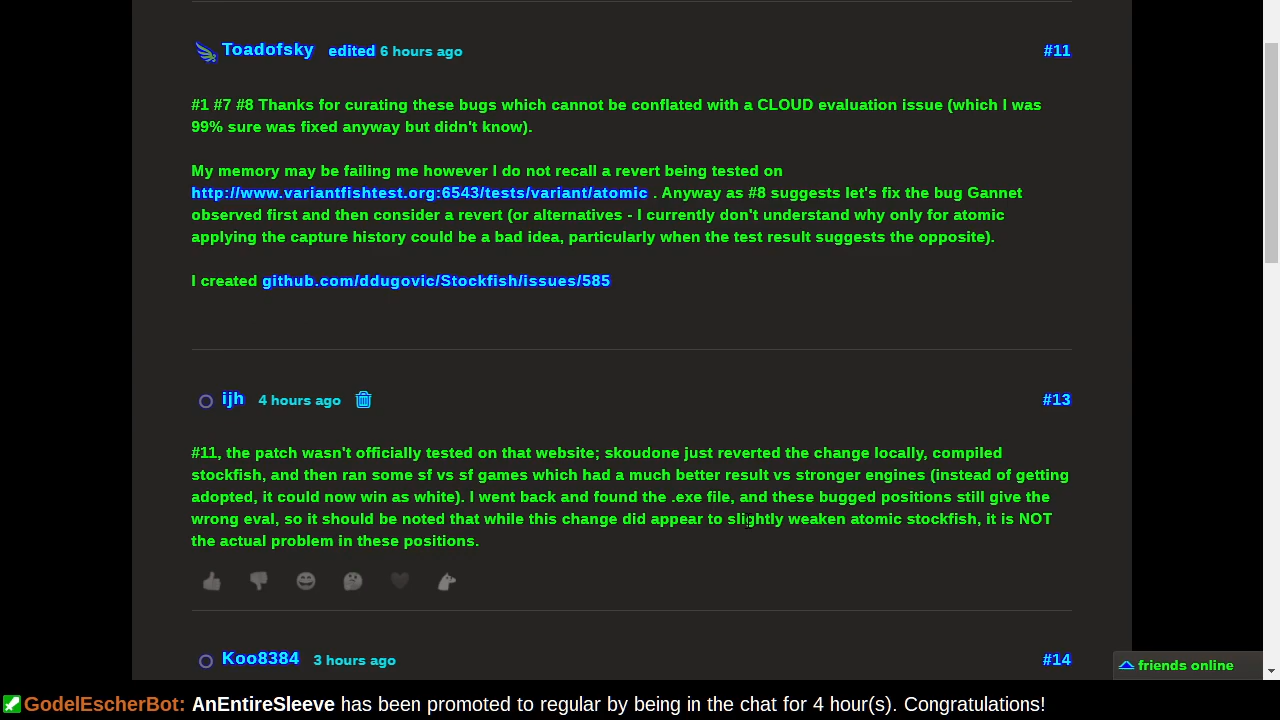 Toadofsky edited 6 hours ago #11
#1 #7 #8 Thanks for curating these bugs which cannot be conflated with a CLOUD evaluation issue (which I was
99% sure was fixed anyway but didn't know).
My memory may be failing me however I do not recall a revert being tested on
http://www.variantfishtest.org:6543/tests/variant/atomic . Anyway as #8 suggests let's fix the bug Gannet
observed first and then consider a revert (or alternatives - I currently don't understand why only for atomic
applying the capture history could be a bad idea, particularly when the test result suggests the opposite).
I created github.com/ddugovic/Stockfish/issues/585
ijh 4 hours ago #13
#11, the patch wasn't officially tested on that website; skoudone just reverted the change locally, compiled
stockfish, and then ran some sf vs sf games which had a much better result vs stronger engines (instead of getting
adopted, it could now win as white). I went back and found the .exe file, and these bugged positions still give the
wrong eval, so it should be noted that while this change did appear to slightly weaken atomic stockfish, it is NOT
the actual problem in these positions.
Koo8384 3 hours ago #14
friends online
GodelEscherBot: AnEntireSleeve has been promoted to regular by being in the chat for 4 hour(s). Congratulations!